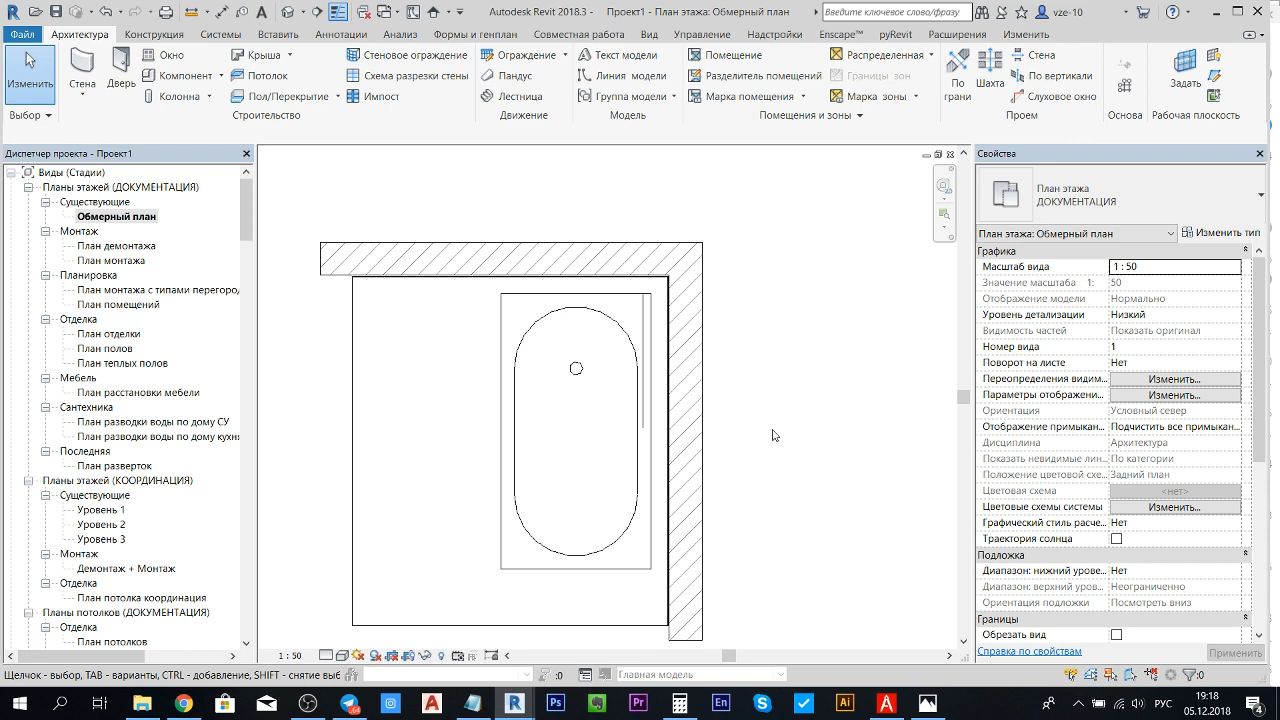 Autodesk Revit 2018.3 - Проект1 - План этажа: Обмерный план
Введите ключевое слово/фразу
vze-10
Файл Архитектура Конструкция Системы Вставить Аннотации Анализ Формы и генплан Совместная работа Вид Управление Надстройки Enscape™ pyRevit Расширения Изменить
Изменить
Стена
Дверь
Окно
Компонент
Колонна
Крыша
Потолок
Пол/Перекрытие
Стеновое ограждение
Схема разрезки стены
Импост
Ограждение
Пандус
Лестница
Текст модели
Линия модели
Группа модели
Помещение
Разделитель помещений
Марка помещения
Распределенная
Границы зон
Марка зоны
По грани
Шахта
Стена
По вертикали
Слуховое окно
Задать
Выбор Строительство Движение Модель Помещения и зоны Проем Основа Рабочая плоскость
Диспетчер проекта - Проект1
Виды (Стадии)
Планы этажей (ДОКУМЕНТАЦИЯ)
Существующие
Обмерный план
Монтаж
План демонтажа
План монтажа
Планировка
План монтажа с типами перегоро
План помещений
Отделка
План отделки
План полов
План теплых полов
Мебель
План расстановки мебели
Сантехника
План разводки воды по дому СУ
План разводки воды по дому кухн
Последняя
План разверток
Планы этажей (КООРДИНАЦИЯ)
Существующие
Уровень 1
Уровень 2
Уровень 3
Монтаж
Демонтаж + Монтаж
Отделка
План потолка координация
Планы потолков (ДОКУМЕНТАЦИЯ)
Отделка
План потолков
Свойства
План этажа
ДОКУМЕНТАЦИЯ
План этажа: Обмерный план Изменить тип
Графика
Масштаб вида 1 : 50
Значение масштаба 1: 50
Отображение модели Нормально
Уровень детализации Низкий
Видимость частей Показать оригинал
Номер вида 1
Поворот на листе Нет
Переопределения видим... Изменить...
Параметры отображени... Изменить...
Ориентация Условный север
Отображение примыкан... Подчистить все примыкан...
Дисциплина Архитектура
Показать невидимые лин... По категории
Положение цветовой схе... Задний план
Цветовая схема <нет>
Цветовые схемы системы Изменить...
Графический стиль расче... Нет
Траектория солнца
Подложка
Диапазон: нижний урове... Нет
Диапазон: верхний уров... Неограниченно
Ориентация подложки Посмотреть вниз
Границы
Обрезать вид
Справка по свойствам Применить
1 : 50
Щелчок - выбор, TAB - варианты, CTRL - добавление, SHIFT - снятие выб
:0
Главная модель
:0
19:18
РУС
05.12.2018